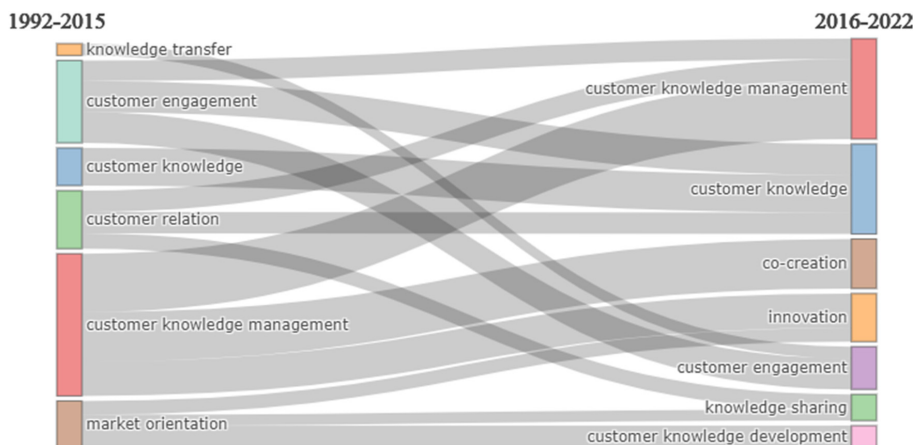 1992-2015
2016-2022
knowledge transfer
customer engagement
customer knowledge
customer relation
customer knowledge management
market orientation
customer knowledge management
customer knowledge
co-creation
innovation
customer engagement
knowledge sharing
customer knowledge development